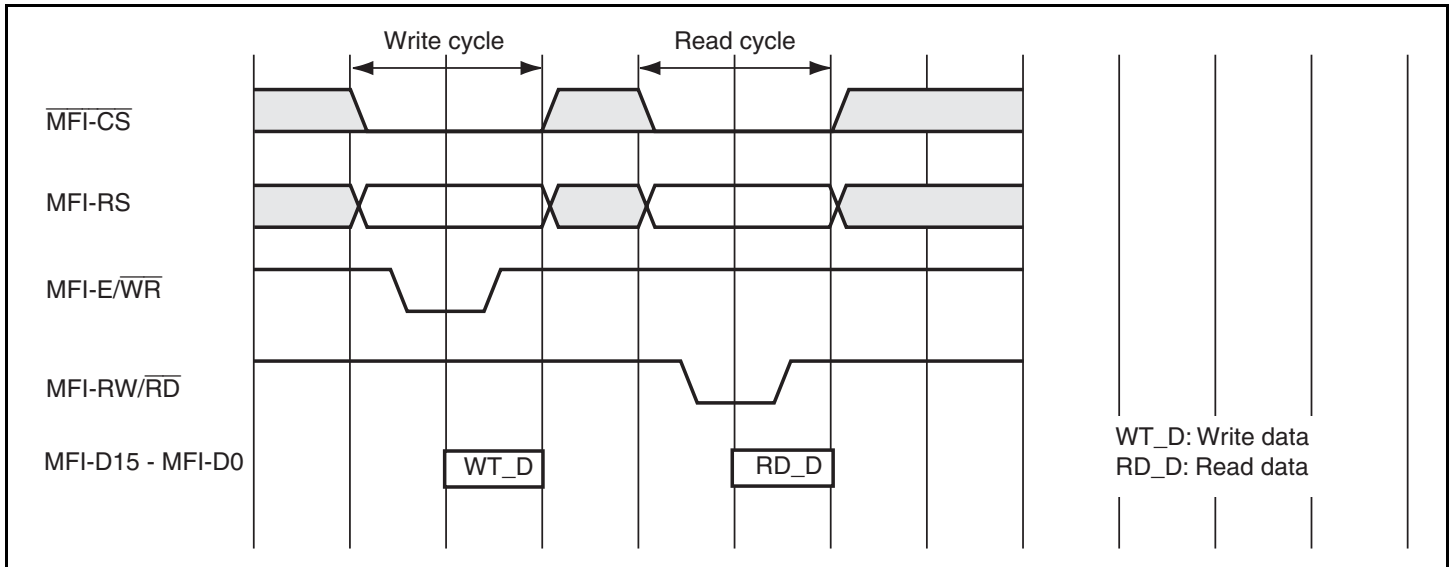 Write cycle Read cycle
MFI-CS
MFI-RS
MFI-E/WR
MFI-RW/RD
MFI-D15 - MFI-D0 WT_D RD_D
WT_D: Write data
RD_D: Read data